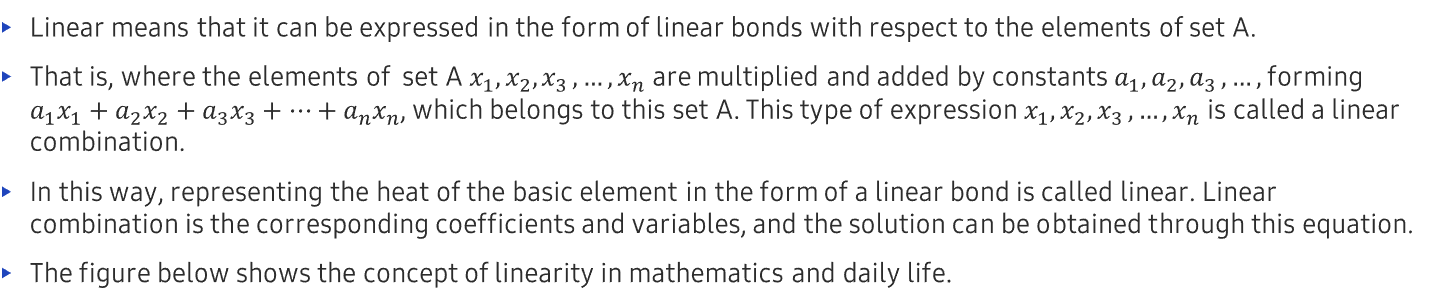 ▸ Linear means that it can be expressed in the form of linear bonds with respect to the elements of set A.
▸ That is, where the elements of set A x₁, x₂, x₃ , … , xₙ are multiplied and added by constants a₁, a₂, a₃ , … , forming
a₁x₁ + a₂x₂ + a₃x₃ + ⋯ + aₙxₙ, which belongs to this set A. This type of expression x₁, x₂, x₃ , … , xₙ is called a linear
combination.
▸ In this way, representing the heat of the basic element in the form of a linear bond is called linear. Linear
combination is the corresponding coefficients and variables, and the solution can be obtained through this equation.
▸ The figure below shows the concept of linearity in mathematics and daily life.